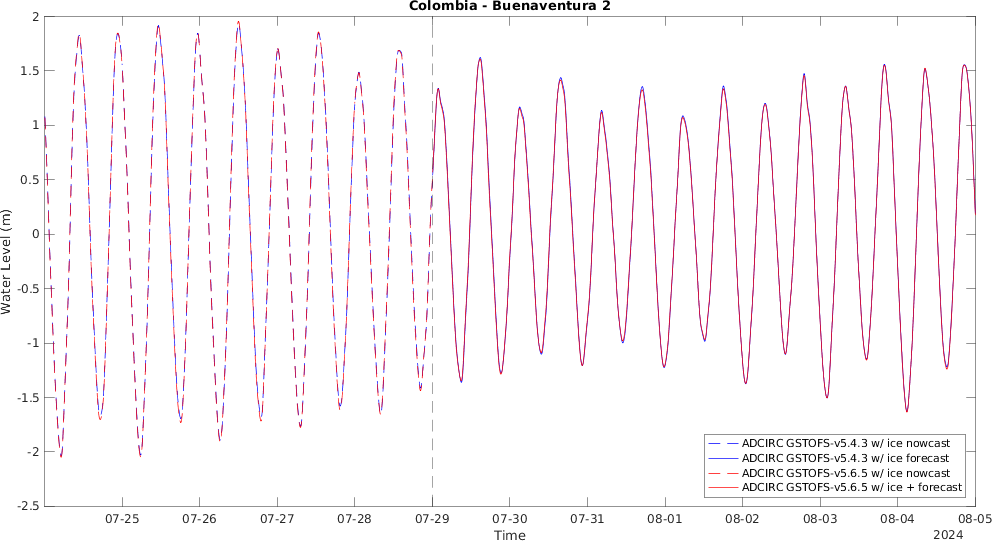 Colombia - Buenaventura 2
2
1.5
1
0.5
0
-0.5
-1
-1.5
-2
-2.5
Water Level (m)
07-25 07-26 07-27 07-28 07-29 07-30 07-31 08-01 08-02 08-03 08-04 08-05
Time
2024
ADCIRC GSTOFS-v5.4.3 w/ ice nowcast
ADCIRC GSTOFS-v5.4.3 w/ ice forecast
ADCIRC GSTOFS-v5.6.5 w/ ice nowcast
ADCIRC GSTOFS-v5.6.5 w/ ice + forecast